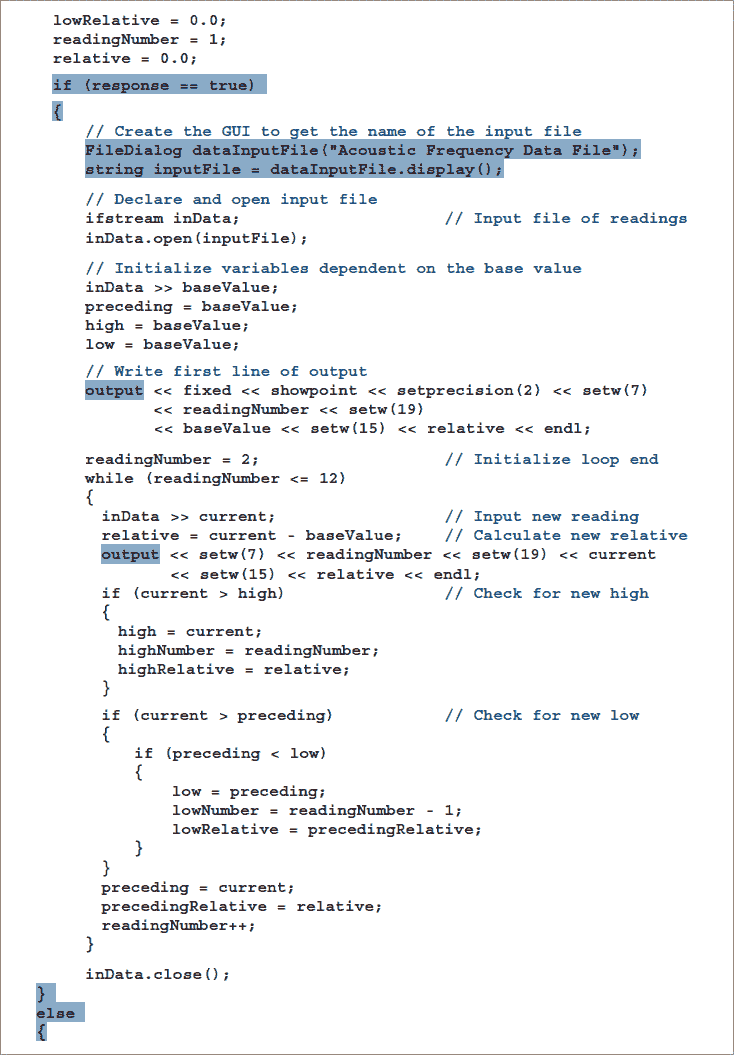 lowRelative = 0.0;
readingNumber = 1;
relative = 0.0;
if (response == true)
{
// Create the GUI to get the name of the input file
FileDialog dataInputFile("Acoustic Frequency Data File");
string inputFile = dataInputFile.display();
// Declare and open input file
ifstream inData; // Input file of readings
inData.open(inputFile);
// Initialize variables dependent on the base value
inData >> baseValue;
preceding = baseValue;
high = baseValue;
low = baseValue;
// Write first line of output
output << fixed << showpoint << setprecision(2) << setw(7)
<< readingNumber << setw(19)
<< baseValue << setw(15) << relative << endl;
readingNumber = 2; // Initialize loop end
while (readingNumber <= 12)
{
inData >> current; // Input new reading
relative = current - baseValue; // Calculate new relative
output << setw(7) << readingNumber << setw(19) << current
<< setw(15) << relative << endl;
if (current > high) // Check for new high
{
high = current;
highNumber = readingNumber;
highRelative = relative;
}
if (current > preceding) // Check for new low
{
if (preceding < low)
{
low = preceding;
lowNumber = readingNumber - 1;
lowRelative = precedingRelative;
}
}
preceding = current;
precedingRelative = relative;
readingNumber++;
}
inData.close();
}
else
{